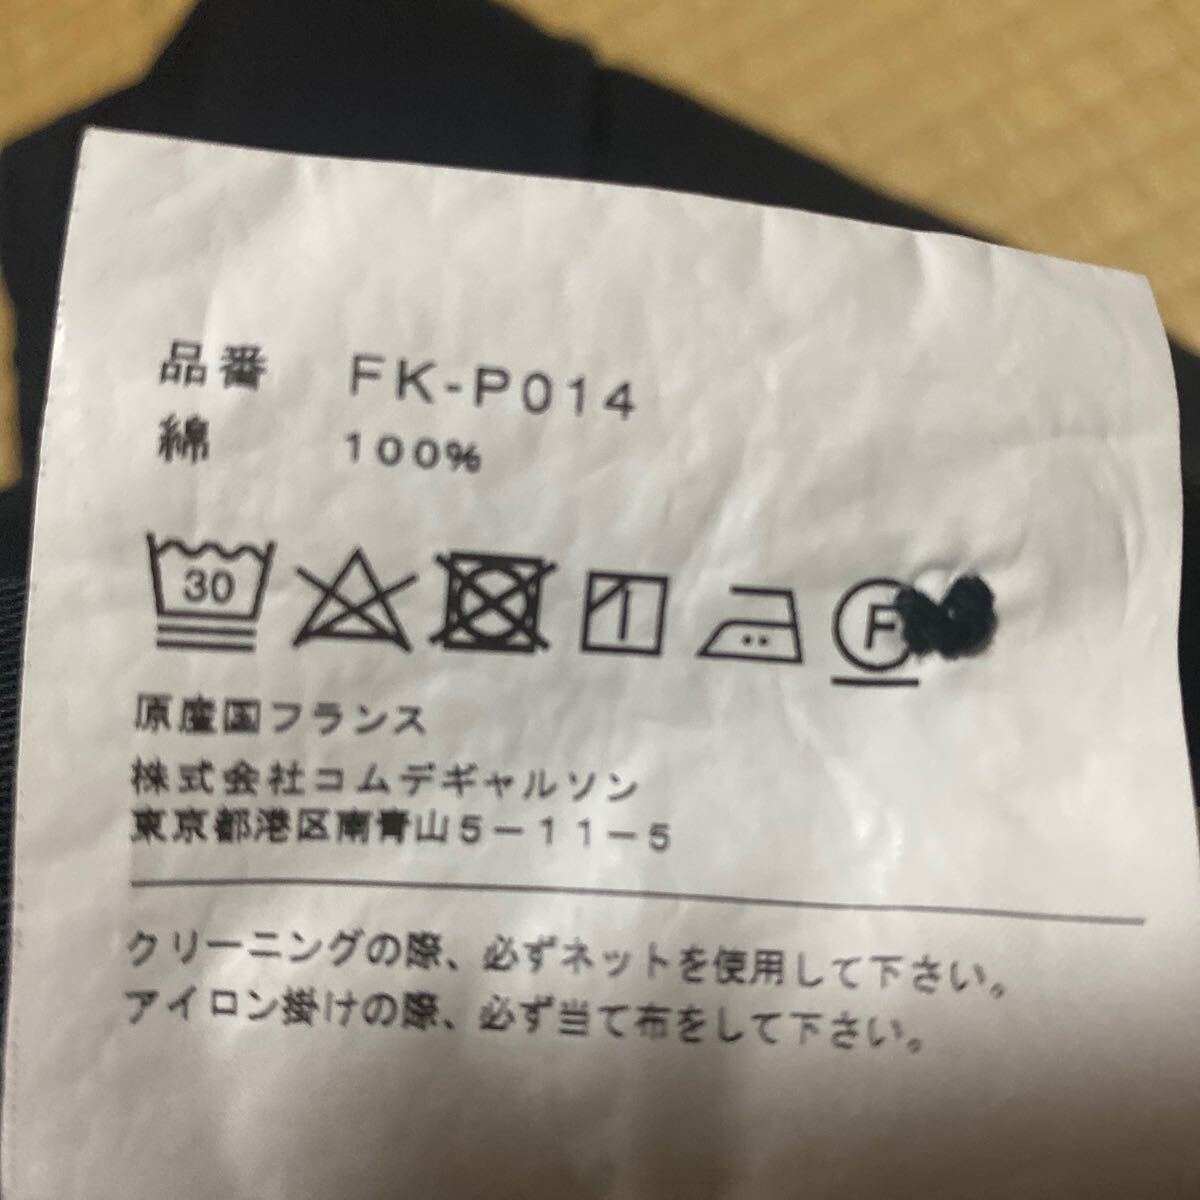 品番 FK-P014
綿 100%
30 F
原産国フランス
株式会社コムデギャルソン
東京都港区南青山5-11-5
クリーニングの際、必ずネットを使用して下さい。
アイロン掛けの際、必ず当て布をして下さい。